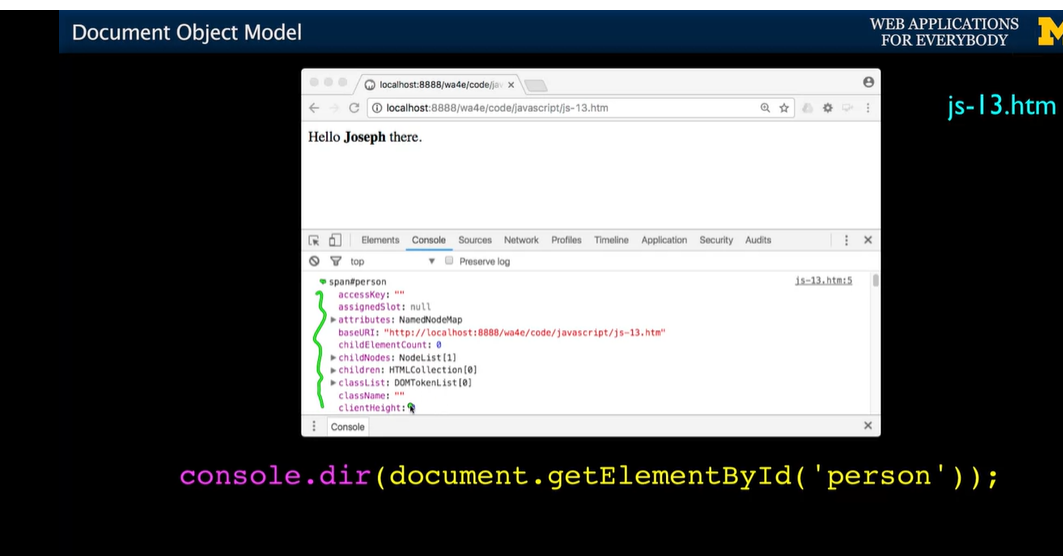 Document Object Model
WEB APPLICATIONS
FOR EVERYBODY
localhost:8888/wa4e/code/ja
localhost:8888/wa4e/code/javascript/js-13.htm
js-13.htm
Hello Joseph there.
Elements Console Sources Network Profiles Timeline Application Security Audits
top Preserve log
span#person js-13.htm:5
accessKey: ""
assignedSlot: null
attributes: NamedNodeMap
baseURI: "http://localhost:8888/wa4e/code/javascript/js-13.htm"
childElementCount: 0
childNodes: NodeList[1]
children: HTMLCollection[0]
classList: DOMTokenList[0]
className: ""
clientHeight:
Console
console.dir(document.getElementById('person'));